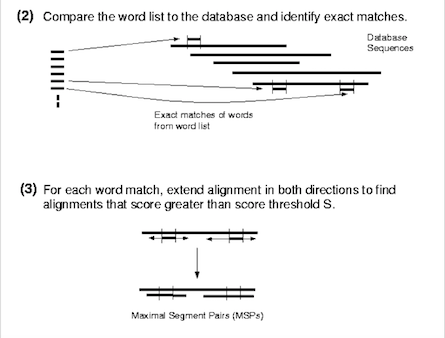 (2) Compare the word list to the database and identify exact matches.
Database
Sequences
Exact matches of words
from word list
(3) For each word match, extend alignment in both directions to find
alignments that score greater than score threshold S.
Maximal Segment Pairs (MSPs)